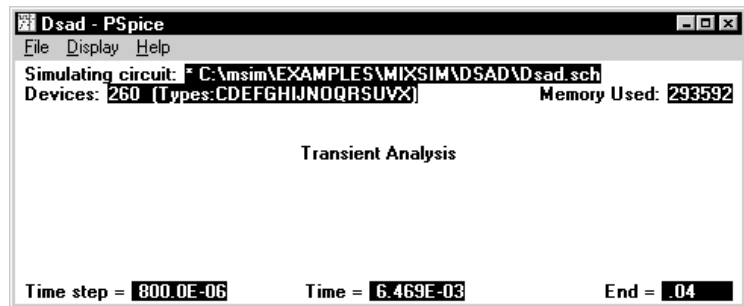 Dsad - PSpice
File Display Help
Simulating circuit: * C:\msim\EXAMPLES\MIXSIM\DSAD\Dsad.sch
Devices: 260 (Types:CDEFGHIJNOQRSUVX) Memory Used: 293592
Transient Analysis
Time step = 800.0E-06 Time = 6.469E-03 End = .04